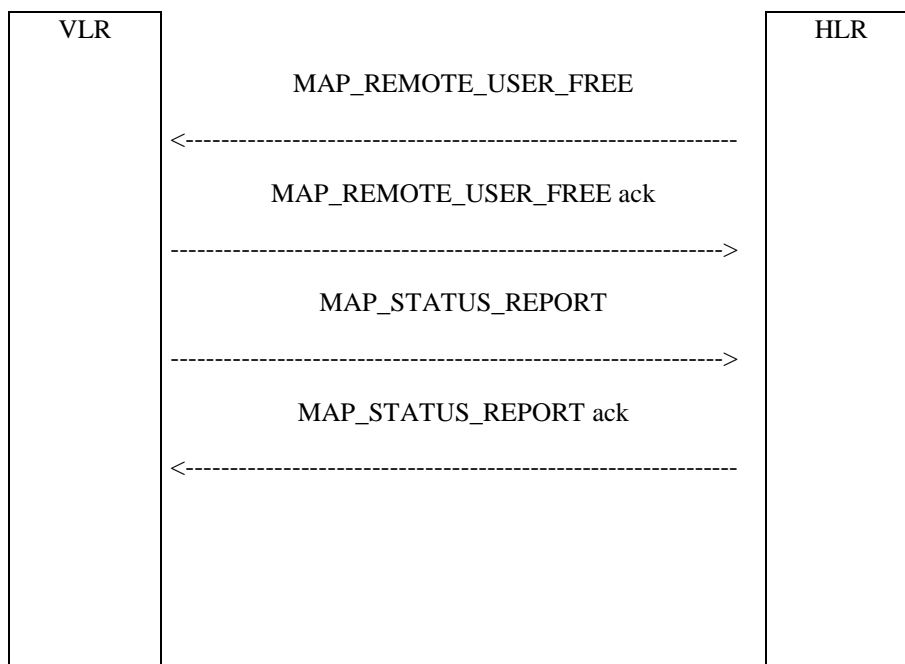 VLR HLR
MAP_REMOTE_USER_FREE
<--------------------------------------------------------------
MAP_REMOTE_USER_FREE ack
-------------------------------------------------------------->
MAP_STATUS_REPORT
-------------------------------------------------------------->
MAP_STATUS_REPORT ack
<--------------------------------------------------------------